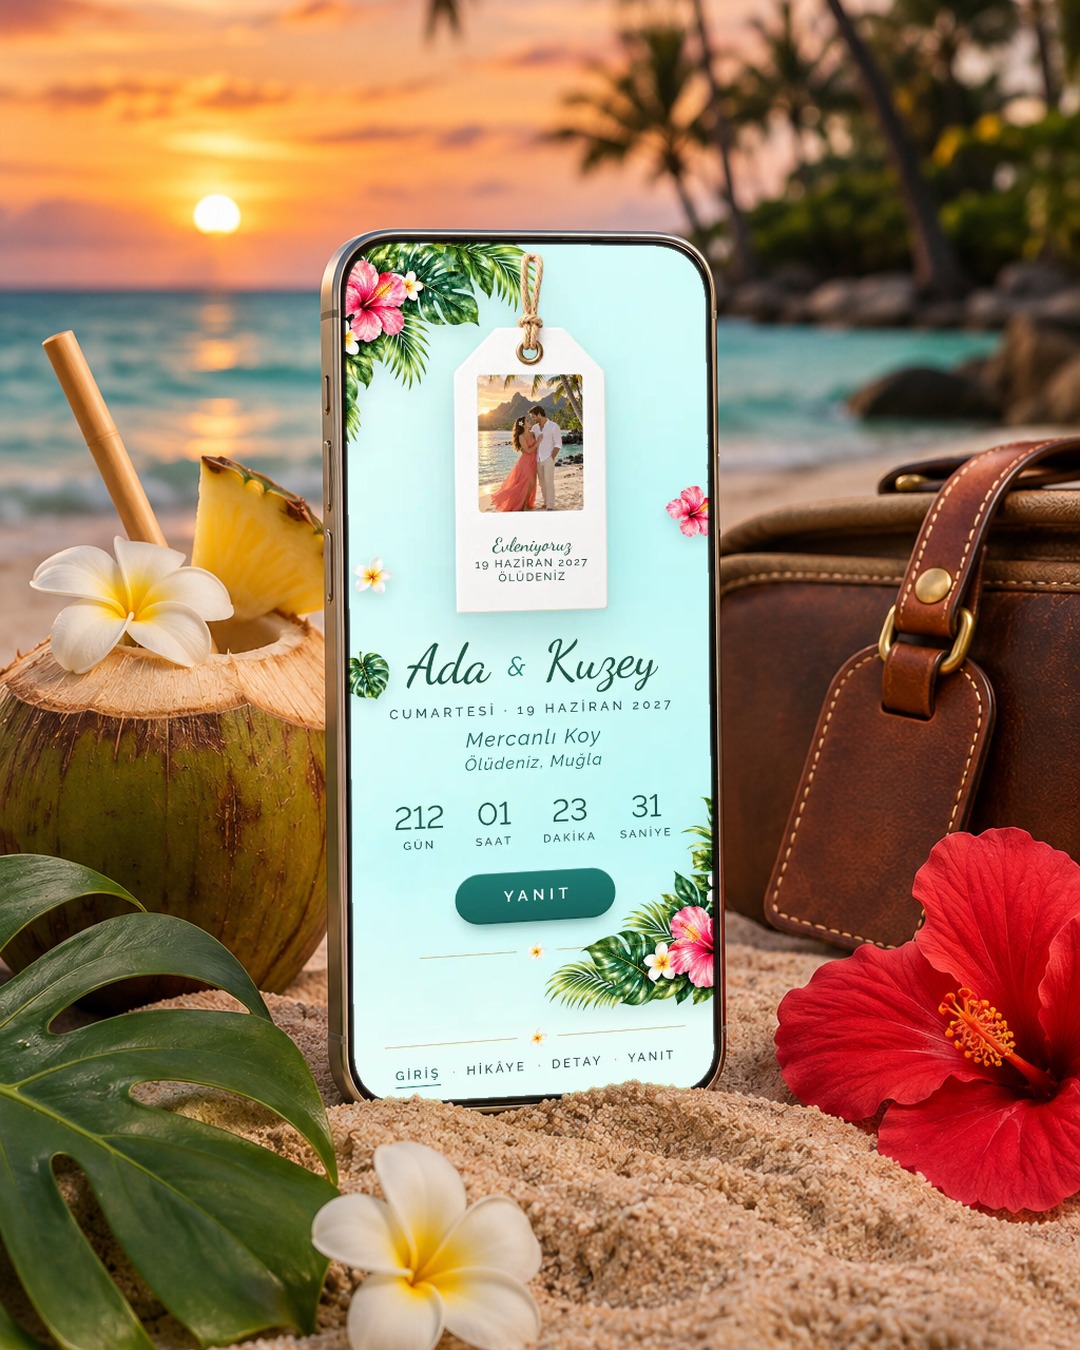 Evleniyoruz
19 HAZİRAN 2027
ÖLÜDENİZ
Ada & Kuzey
CUMARTESİ · 19 HAZİRAN 2027
Mercanlı Koy
Ölüdeniz, Muğla
212 01 23 31
GÜN SAAT DAKİKA SANİYE
YANIT
GİRİŞ · HİKÂYE · DETAY · YANIT